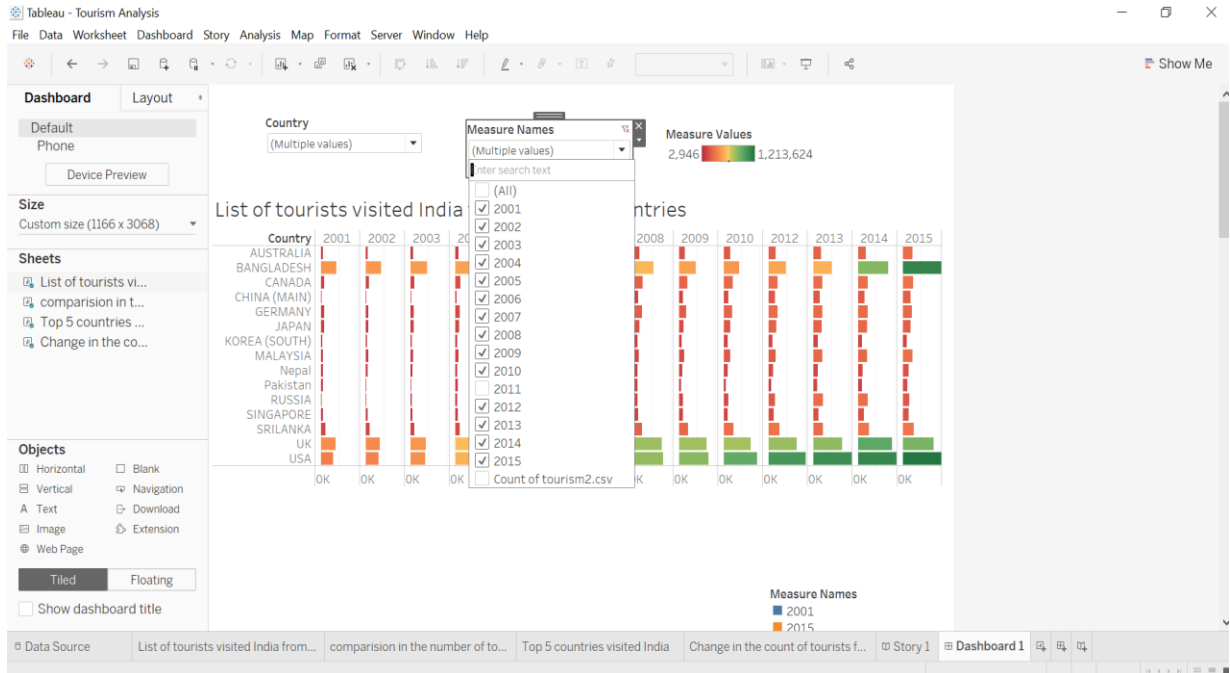 Tableau - Tourism Analysis
File Data Worksheet Dashboard Story Analysis Map Format Server Window Help
Show Me
Dashboard Layout
Default
Phone
Device Preview
Size
Custom size (1166 x 3068)
Sheets
List of tourists vi...
comparision in t...
Top 5 countries ...
Change in the co...
Objects
Horizontal Blank
Vertical Navigation
A Text Download
Image Extension
Web Page
Tiled Floating
Show dashboard title
Country
(Multiple values)
Measure Names
(Multiple values)
Enter search text
(All)
2001
2002
2003
2004
2005
2006
2007
2008
2009
2010
2011
2012
2013
2014
2015
Count of tourism2.csv
Measure Values
2,946 1,213,624
List of tourists visited India ntries
Country 2001 2002 2003 20 2008 2009 2010 2012 2013 2014 2015
AUSTRALIA
BANGLADESH
CANADA
CHINA (MAIN)
GERMANY
JAPAN
KOREA (SOUTH)
MALAYSIA
Nepal
Pakistan
RUSSIA
SINGAPORE
SRILANKA
UK
USA
0K 0K 0K 0K 0K 0K 0K 0K 0K 0K
Measure Names
2001
2015
Data Source List of tourists visited India from... comparision in the number of to... Top 5 countries visited India Change in the count of tourists f... Story 1 Dashboard 1